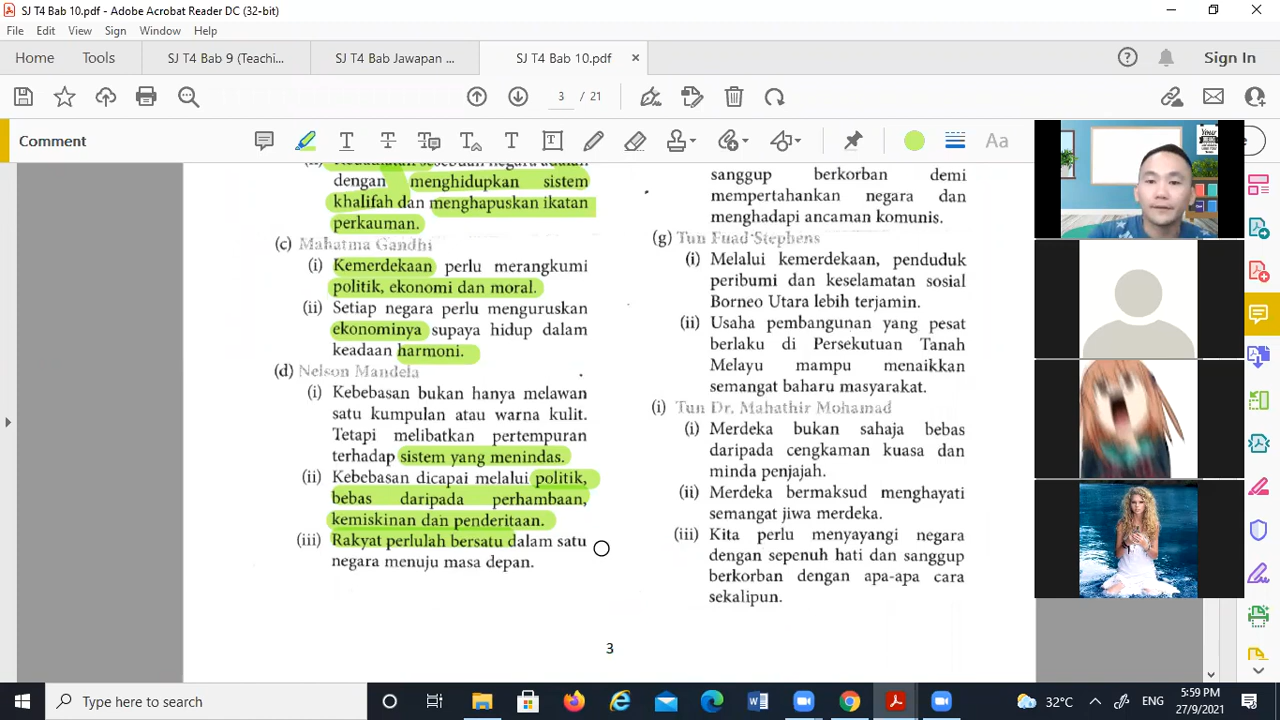 SJ T4 Bab 10.pdf - Adobe Acrobat Reader DC (32-bit)
File Edit View Sign Window Help
Home Tools SJ T4 Bab 9 (Teachi... SJ T4 Bab Jawapan ... SJ T4 Bab 10.pdf Sign In
3 / 21
Comment
Aa
dengan menghidupkan sistem
khalifah dan menghapuskan ikatan
perkauman.
(c) Mahatma Gandhi
(i) Kemerdekaan perlu merangkumi
politik, ekonomi dan moral.
(ii) Setiap negara perlu menguruskan
ekonominya supaya hidup dalam
keadaan harmoni.
(d) Nelson Mandela
(i) Kebebasan bukan hanya melawan
satu kumpulan atau warna kulit.
Tetapi melibatkan pertempuran
terhadap sistem yang menindas.
(ii) Kebebasan dicapai melalui politik,
bebas daripada perhambaan,
kemiskinan dan penderitaan.
(iii) Rakyat perlulah bersatu dalam satu
negara menuju masa depan.
sanggup berkorban demi
mempertahankan negara dan
menghadapi ancaman komunis.
(g) Tun Fuad Stephens
(i) Melalui kemerdekaan, penduduk
peribumi dan keselamatan sosial
Borneo Utara lebih terjamin.
(ii) Usaha pembangunan yang pesat
berlaku di Persekutuan Tanah
Melayu mampu menaikkan
semangat baharu masyarakat.
(i) Tun Dr. Mahathir Mohamad
(i) Merdeka bukan sahaja bebas
daripada cengkaman kuasa dan
minda penjajah.
(ii) Merdeka bermaksud menghayati
semangat jiwa merdeka.
(iii) Kita perlu menyayangi negara
dengan sepenuh hati dan sanggup
berkorban dengan apa-apa cara
sekalipun.
3
Type here to search
32°C ENG
5:59 PM
27/9/2021